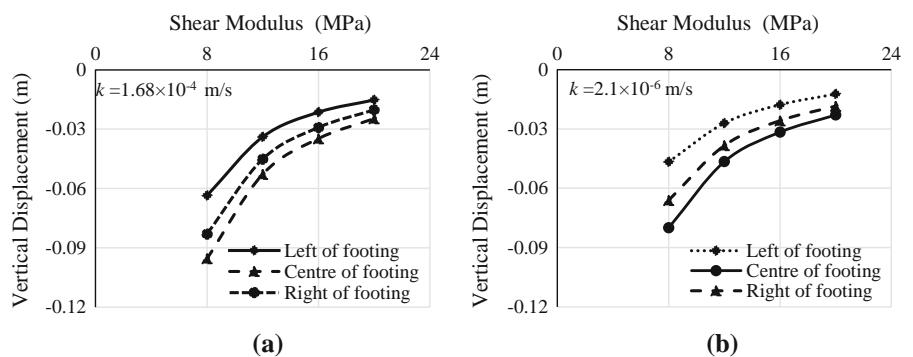 Shear Modulus (MPa)
0 8 16 24
0
-0.03
-0.06
-0.09
-0.12
Vertical Displacement (m)
k =1.68×10⁻⁴ m/s
Left of footing
Centre of footing
Right of footing
(a)
Shear Modulus (MPa)
0 8 16 24
0
-0.03
-0.06
-0.09
-0.12
Vertical Displacement (m)
k =2.1×10⁻⁶ m/s
Left of footing
Centre of footing
Right of footing
(b)